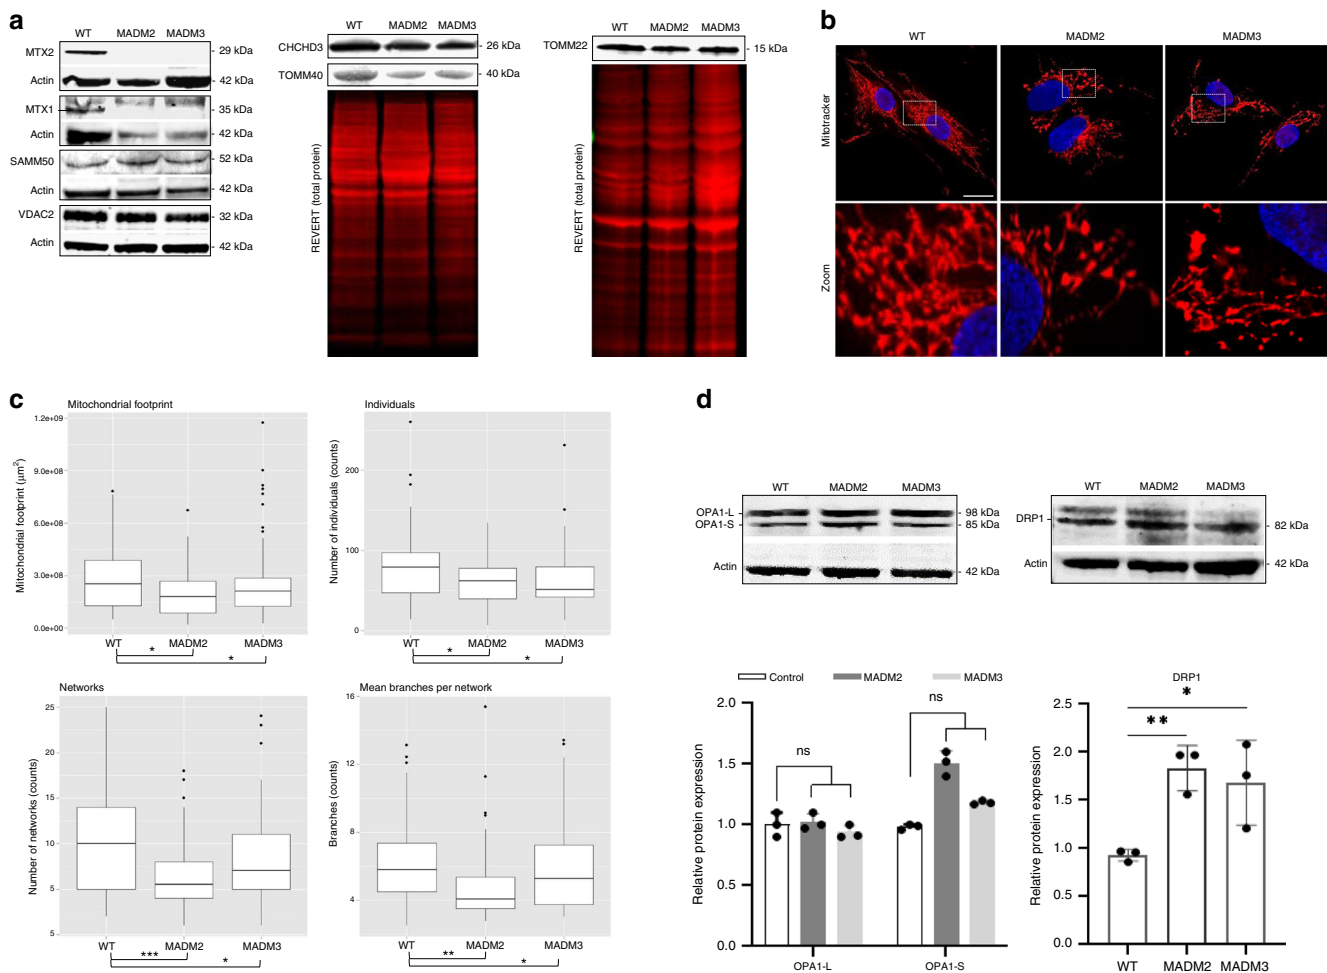 a
WT MADM2 MADM3
MTX2 - 29 kDa
Actin - 42 kDa
MTX1 - 35 kDa
Actin - 42 kDa
SAMM50 - 52 kDa
Actin - 42 kDa
VDAC2 - 32 kDa
Actin - 42 kDa
WT MADM2 MADM3
CHCHD3 - 26 kDa
TOMM40 - 40 kDa
REVERT (total protein)
WT MADM2 MADM3
TOMM22 - 15 kDa
REVERT (total protein)
b
WT MADM2 MADM3
Mitotracker
Zoom
c
Mitochondrial footprint
Mitochondrial footprint (μm²)
1.2e+09
9.0e+08
6.0e+08
3.0e+08
0.0e+00
WT MADM2 MADM3
*
*
Individuals
Number of individuals (counts)
200
100
0
WT MADM2 MADM3
*
*
Networks
Number of networks (counts)
25
20
15
10
5
5
WT MADM2 MADM3
***
*
Mean branches per network
Branches (counts)
16
12
8
4
WT MADM2 MADM3
**
*
d
WT MADM2 MADM3
OPA1-L - 98 kDa
OPA1-S - 85 kDa
Actin - 42 kDa
WT MADM2 MADM3
DRP1 - 82 kDa
Actin - 42 kDa
Control MADM2 MADM3
Relative protein expression
2.0
1.5
1.0
0.5
0.0
ns
ns
OPA1-L OPA1-S
DRP1
Relative protein expression
2.5
2.0
1.5
1.0
0.5
0.0
*
**
WT MADM2 MADM3